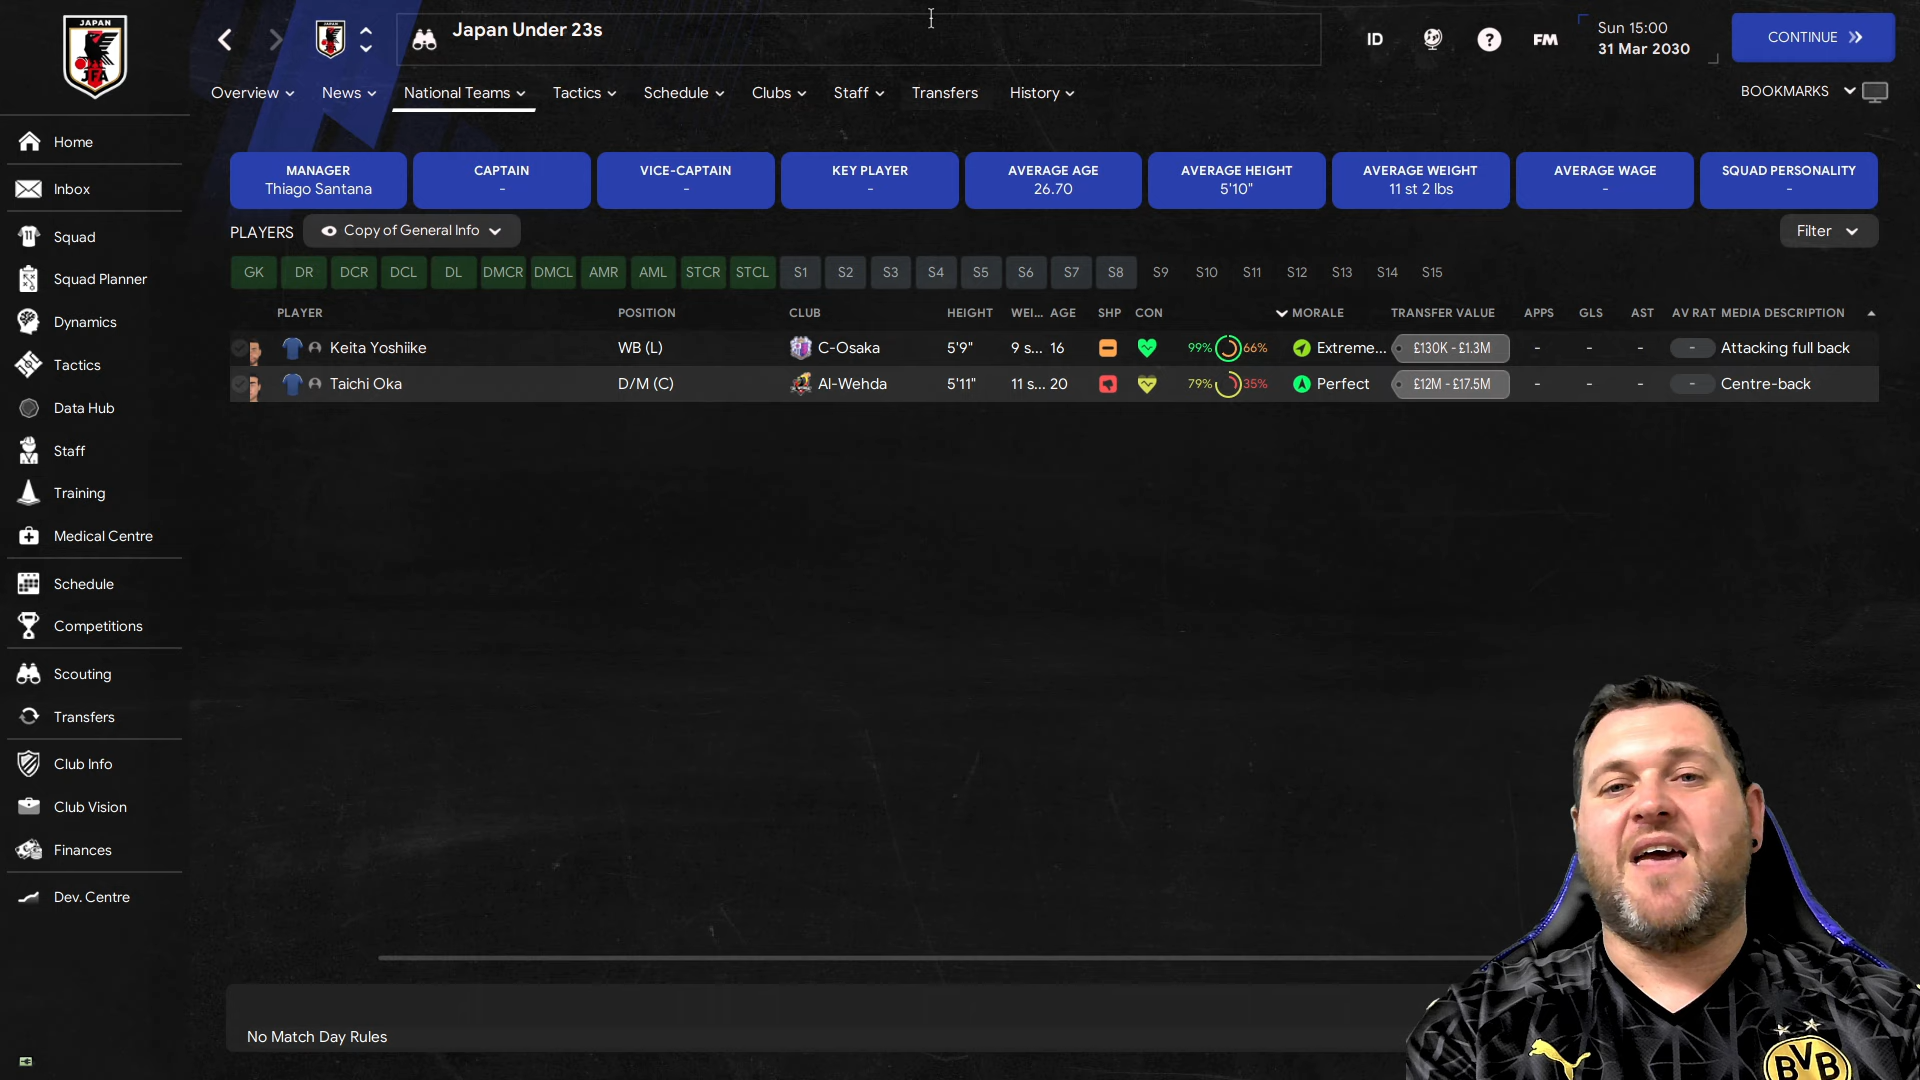 JAPAN
JFA
Japan Under 23s
ID
FM
Sun 15:00
31 Mar 2030
CONTINUE
Overview
News
National Teams
Tactics
Schedule
Clubs
Staff
Transfers
History
BOOKMARKS
Home
Inbox
Squad
Squad Planner
Dynamics
Tactics
Data Hub
Staff
Training
Medical Centre
Schedule
Competitions
Scouting
Transfers
Club Info
Club Vision
Finances
Dev. Centre
MANAGER
Thiago Santana
CAPTAIN
-
VICE-CAPTAIN
-
KEY PLAYER
-
AVERAGE AGE
26.70
AVERAGE HEIGHT
5'10"
AVERAGE WEIGHT
11 st 2 lbs
AVERAGE WAGE
-
SQUAD PERSONALITY
-
PLAYERS Copy of General Info Filter
GK DR DCR DCL DL DMCR DMCL AMR AML STCR STCL S1 S2 S3 S4 S5 S6 S7 S8 S9 S10 S11 S12 S13 S14 S15
PLAYER POSITION CLUB HEIGHT WEI... AGE SHP CON MORALE TRANSFER VALUE APPS GLS AST AV RAT MEDIA DESCRIPTION
Keita Yoshiike WB (L) C-Osaka 5'9" 9 s... 16 99% 66% Extreme... £130K - £1.3M - - - - Attacking full back
Taichi Oka D/M (C) Al-Wehda 5'11" 11 s... 20 79% 35% Perfect £12M - £17.5M - - - - Centre-back
No Match Day Rules
BVB